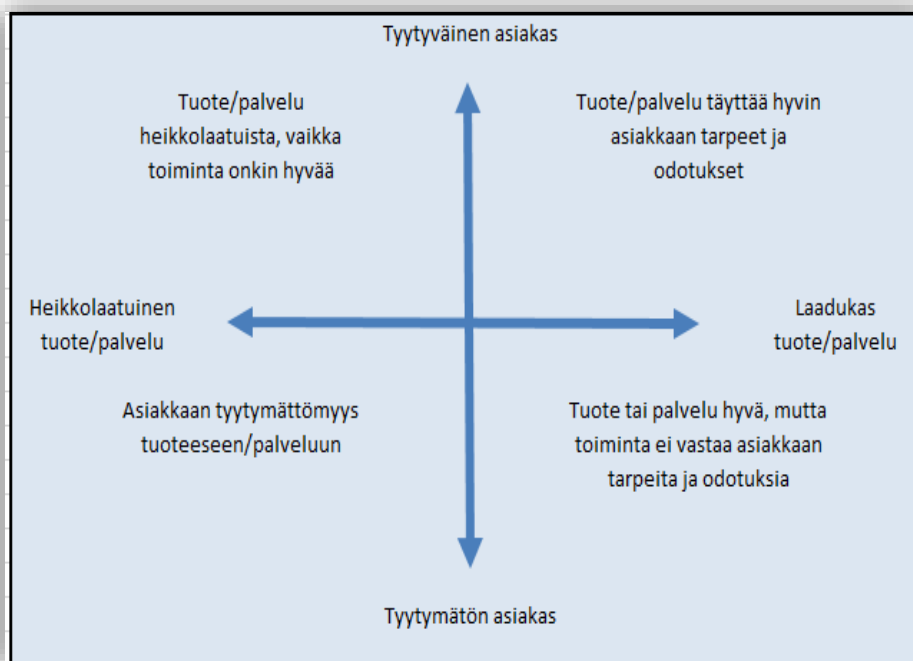 Tyytyväinen asiakas
Tuote/palvelu
heikkolaatuista, vaikka
toiminta onkin hyvää
Tuote/palvelu täyttää hyvin
asiakkaan tarpeet ja
odotukset
Heikkolaatuinen
tuote/palvelu
Laadukas
tuote/palvelu
Asiakkaan tyytymättömyys
tuoteeseen/palveluun
Tuote tai palvelu hyvä, mutta
toiminta ei vastaa asiakkaan
tarpeita ja odotuksia
Tyytymätön asiakas